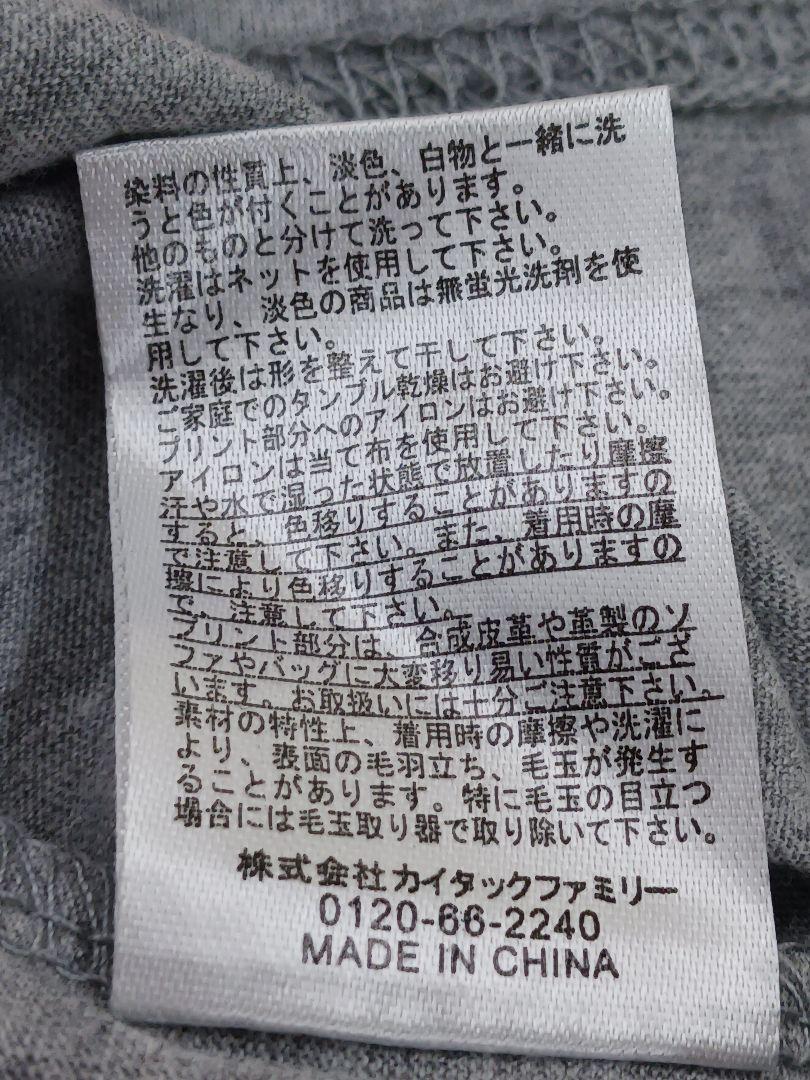 染料の性質上、淡色、白物と一緒に洗
うと色が付くことがあります。
他のものと分けて洗って下さい。
洗濯はネットを使用して下さい。
生なり、淡色の商品は無蛍光洗剤を使
用して下さい。
洗濯後は形を整えて干して下さい。
ご家庭でのタンブル乾燥はお避け下さい。
プリント部分へのアイロンはお避け下さい。
アイロンは当て布を使用して下さい。
汗や水で湿った状態で放置したり摩擦
すると、色移りすることがありますの
で注意して下さい。また、着用時の摩
擦により色移りすることがありますの
で、注意して下さい。
プリント部分は、合成皮革や革製のソ
ファやバッグに大変移り易い性質がござ
います。お取扱いには十分ご注意下さい。
素材の特性上、着用時の摩擦や洗濯に
より、表面の毛羽立ち、毛玉が発生す
ることがあります。特に毛玉の目立つ
場合には毛玉取り器で取り除いて下さい。
株式会社カイタックファミリー
0120-66-2240
MADE IN CHINA